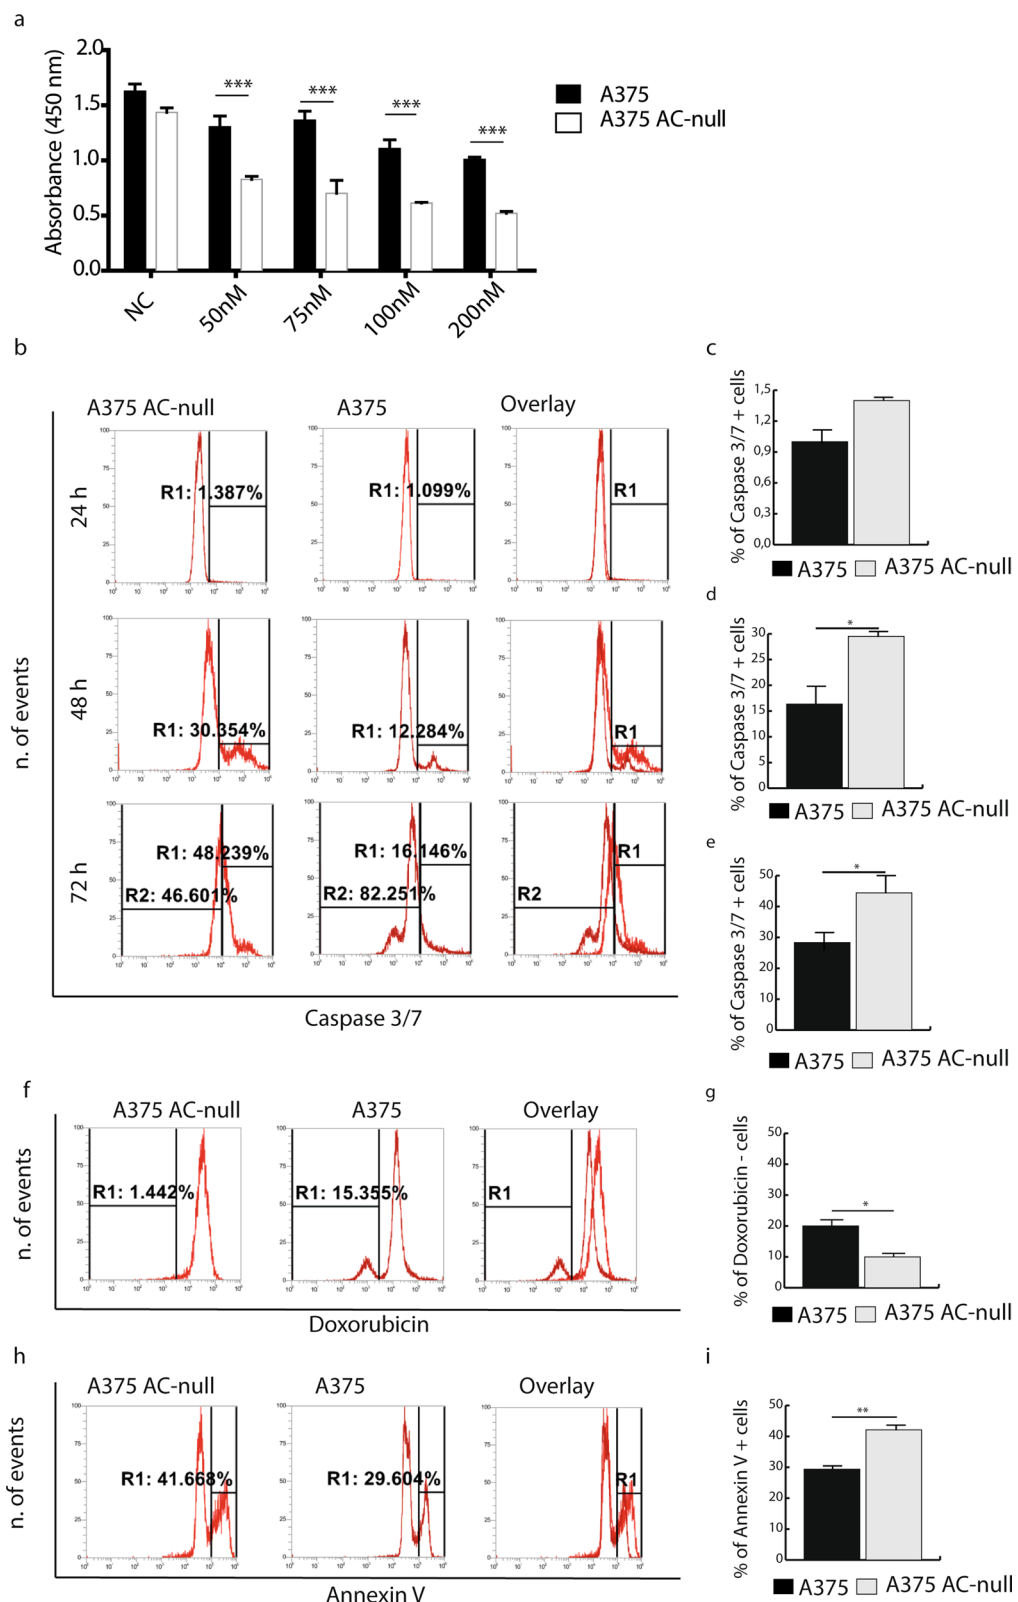 a
Absorbance (450 nm)
2.0
1.5
1.0
0.5
0.0
***
***
***
***
A375
A375 AC-null
NC
50nM
75nM
100nM
200nM
b
A375 AC-null
A375
Overlay
n. of events
24 h
R1: 1.387%
R1: 1.099%
R1
48 h
R1: 30.354%
R1: 12.284%
R1
72 h
R1: 48.239%
R2: 46.601%
R1: 16.146%
R2: 82.251%
R1
R2
Caspase 3/7
c
% of Caspase 3/7 + cells
1,5
1,2
0,9
0,6
0,3
0,0
A375
A375 AC-null
d
% of Caspase 3/7 + cells
30
25
20
15
10
5
0
*
A375
A375 AC-null
e
% of Caspase 3/7 + cells
50
40
30
20
10
0
*
A375
A375 AC-null
f
A375 AC-null
A375
Overlay
n. of events
R1: 1.442%
R1: 15.355%
R1
Doxorubicin
g
% of Doxorubicin - cells
50
40
30
20
10
0
*
A375
A375 AC-null
h
A375 AC-null
A375
Overlay
n. of events
R1: 41.668%
R1: 29.604%
R1
Annexin V
i
% of Annexin V + cells
50
40
30
20
10
0
**
A375
A375 AC-null